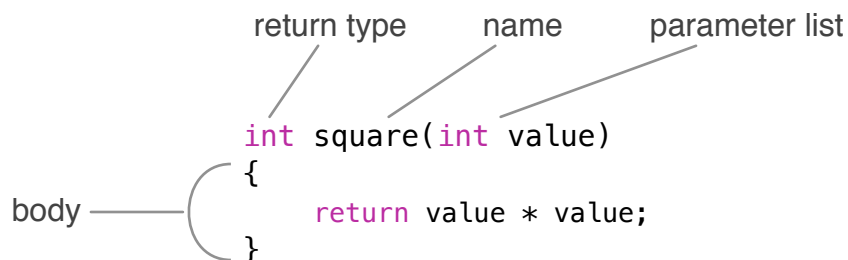 return type name parameter list
int square(int value)
{
body
return value * value;
}